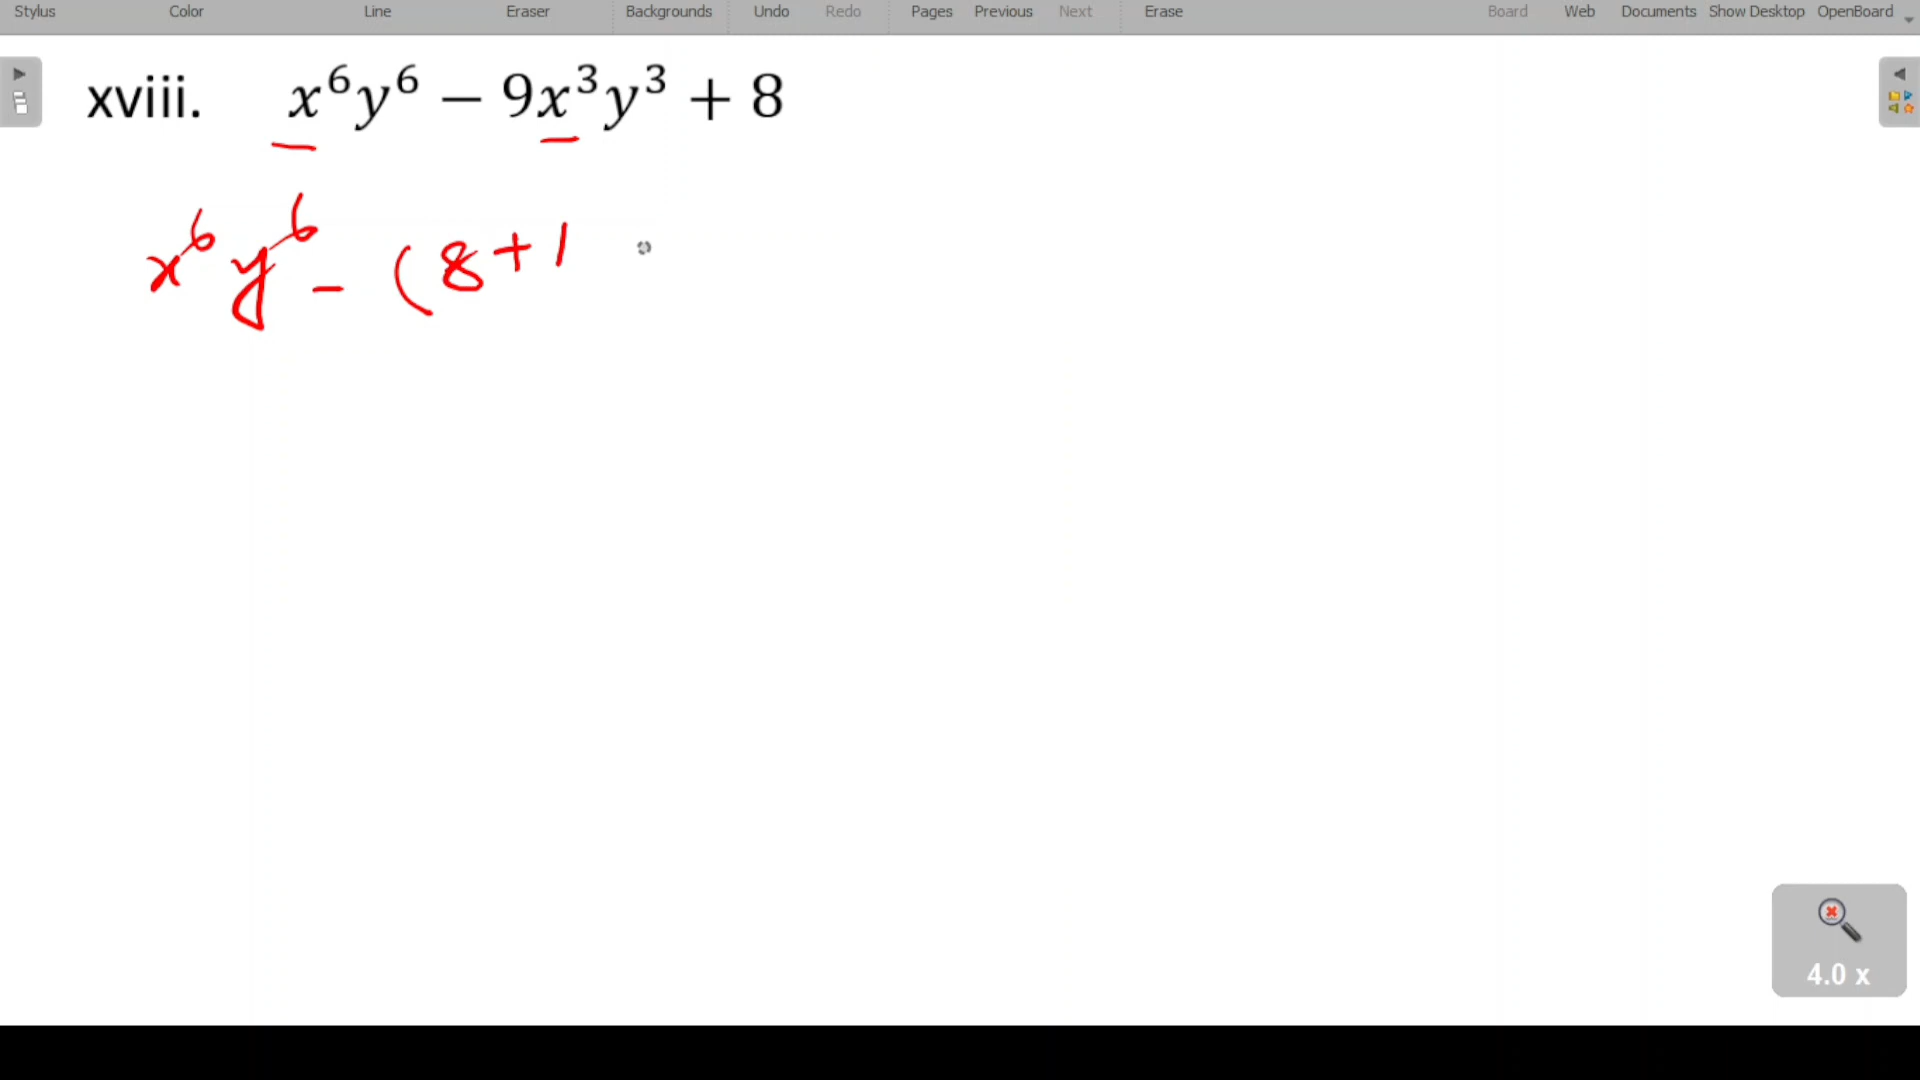 Stylus Color Line Eraser Backgrounds Undo Redo Pages Previous Next Erase Board Web Documents Show Desktop OpenBoard
xviii. x⁶y⁶ − 9x³y³ + 8
x⁶y⁶ - (8+1
4.0 x